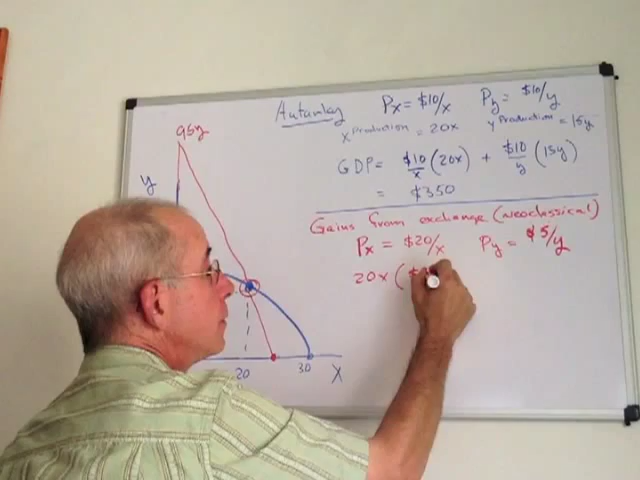 Autarky Px = $10/x Py = $10/y
x Production = 20x y Production = 15y
GDP = $10/x (20x) + $10/y (15y)
= $350
Gains from exchange (neoclassical)
Px = $20/x Py = $5/y
20x ($
95y
y
20 30 X